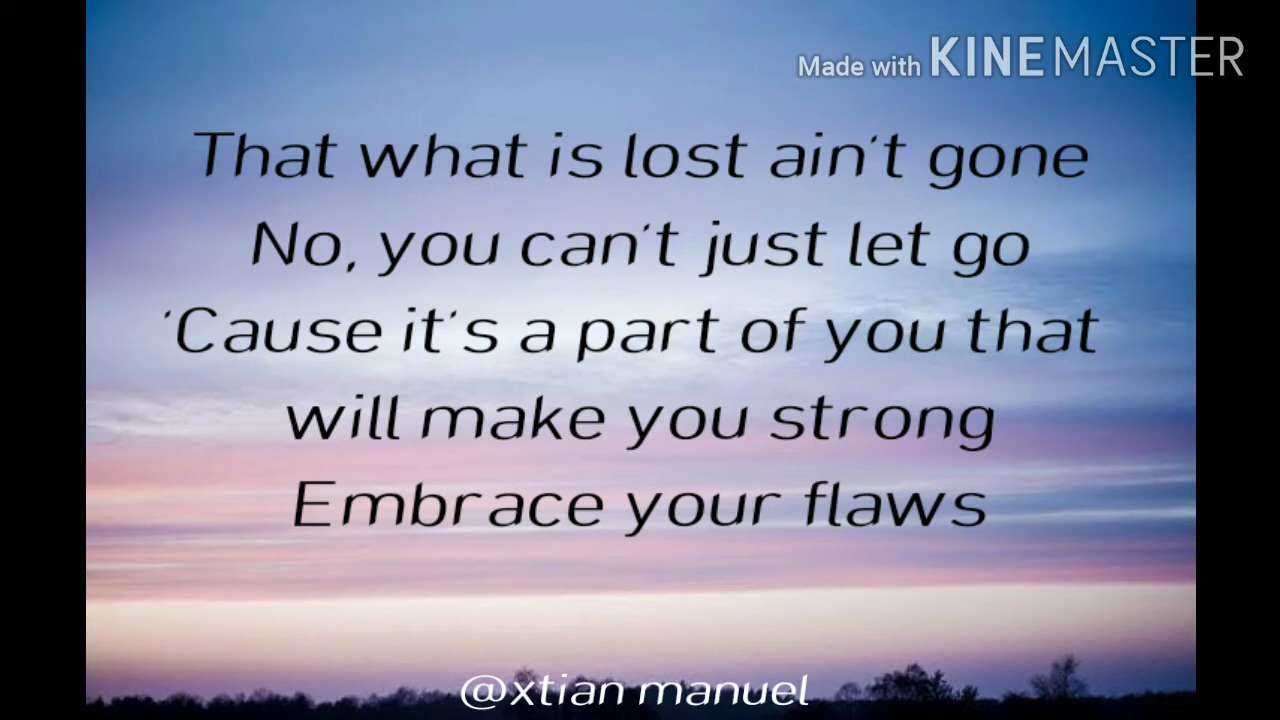 Made with KINEMASTER
That what is lost ain't gone
No, you can't just let go
'Cause it's a part of you that
will make you strong
Embrace your flaws
@xtian manuel